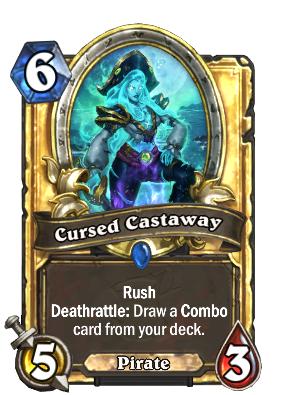 6
Cursed Castaway
Rush
Deathrattle: Draw a Combo
card from your deck.
5
Pirate
3